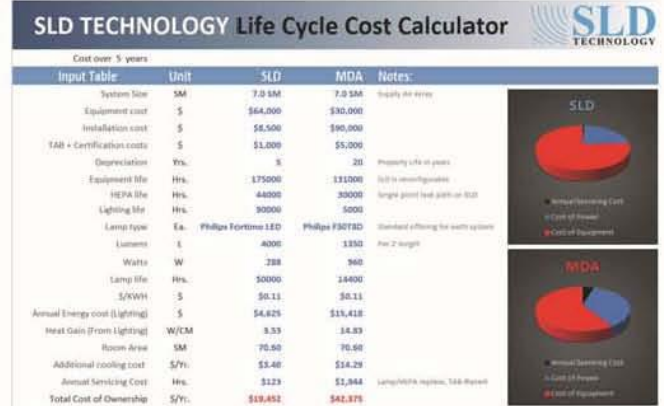 SLD TECHNOLOGY Life Cycle Cost Calculator
SLD
TECHNOLOGY
Cost over 5 years
Input Table Unit SLD MDA Notes:
System Size SM 7.0 SM 7.0 SM Supply Air Array
Equipment cost $ $64,000 $30,000
Installation cost $ $8,500 $90,000
TAB + Certification costs $ $1,000 $5,000
Depreciation Yrs. 5 20 Property Life in years
Equipment life Hrs. 175000 131000 SLD is reconfigurable
HEPA life Hrs. 44000 30000 Single point leak path on SLD
Lighting life Hrs. 90000 5000
Lamp type Ea. Philips Fortimo LED Philips F30T8D Standard offering for each system
Lumens L 4000 1350 Per 2' length
Watts W 288 960
Lamp life Hrs. 50000 14400
$/KWH $ $0.11 $0.11
Annual Energy cost (Lighting) $ $4,625 $15,418
Heat Gain (From Lighting) W/CM 3.53 14.83
Room Area SM 70.60 70.60
Additional cooling cost $/Yr. $3.40 $14.29
Annual Servicing Cost Hrs. $123 $1,944
Total Cost of Ownership $/Yr. $19,452 $42,375
SLD
Annual Servicing Cost
Cost of Power
Cost of Equipment
MDA
Annual Servicing Cost
Cost of Power
Cost of Equipment